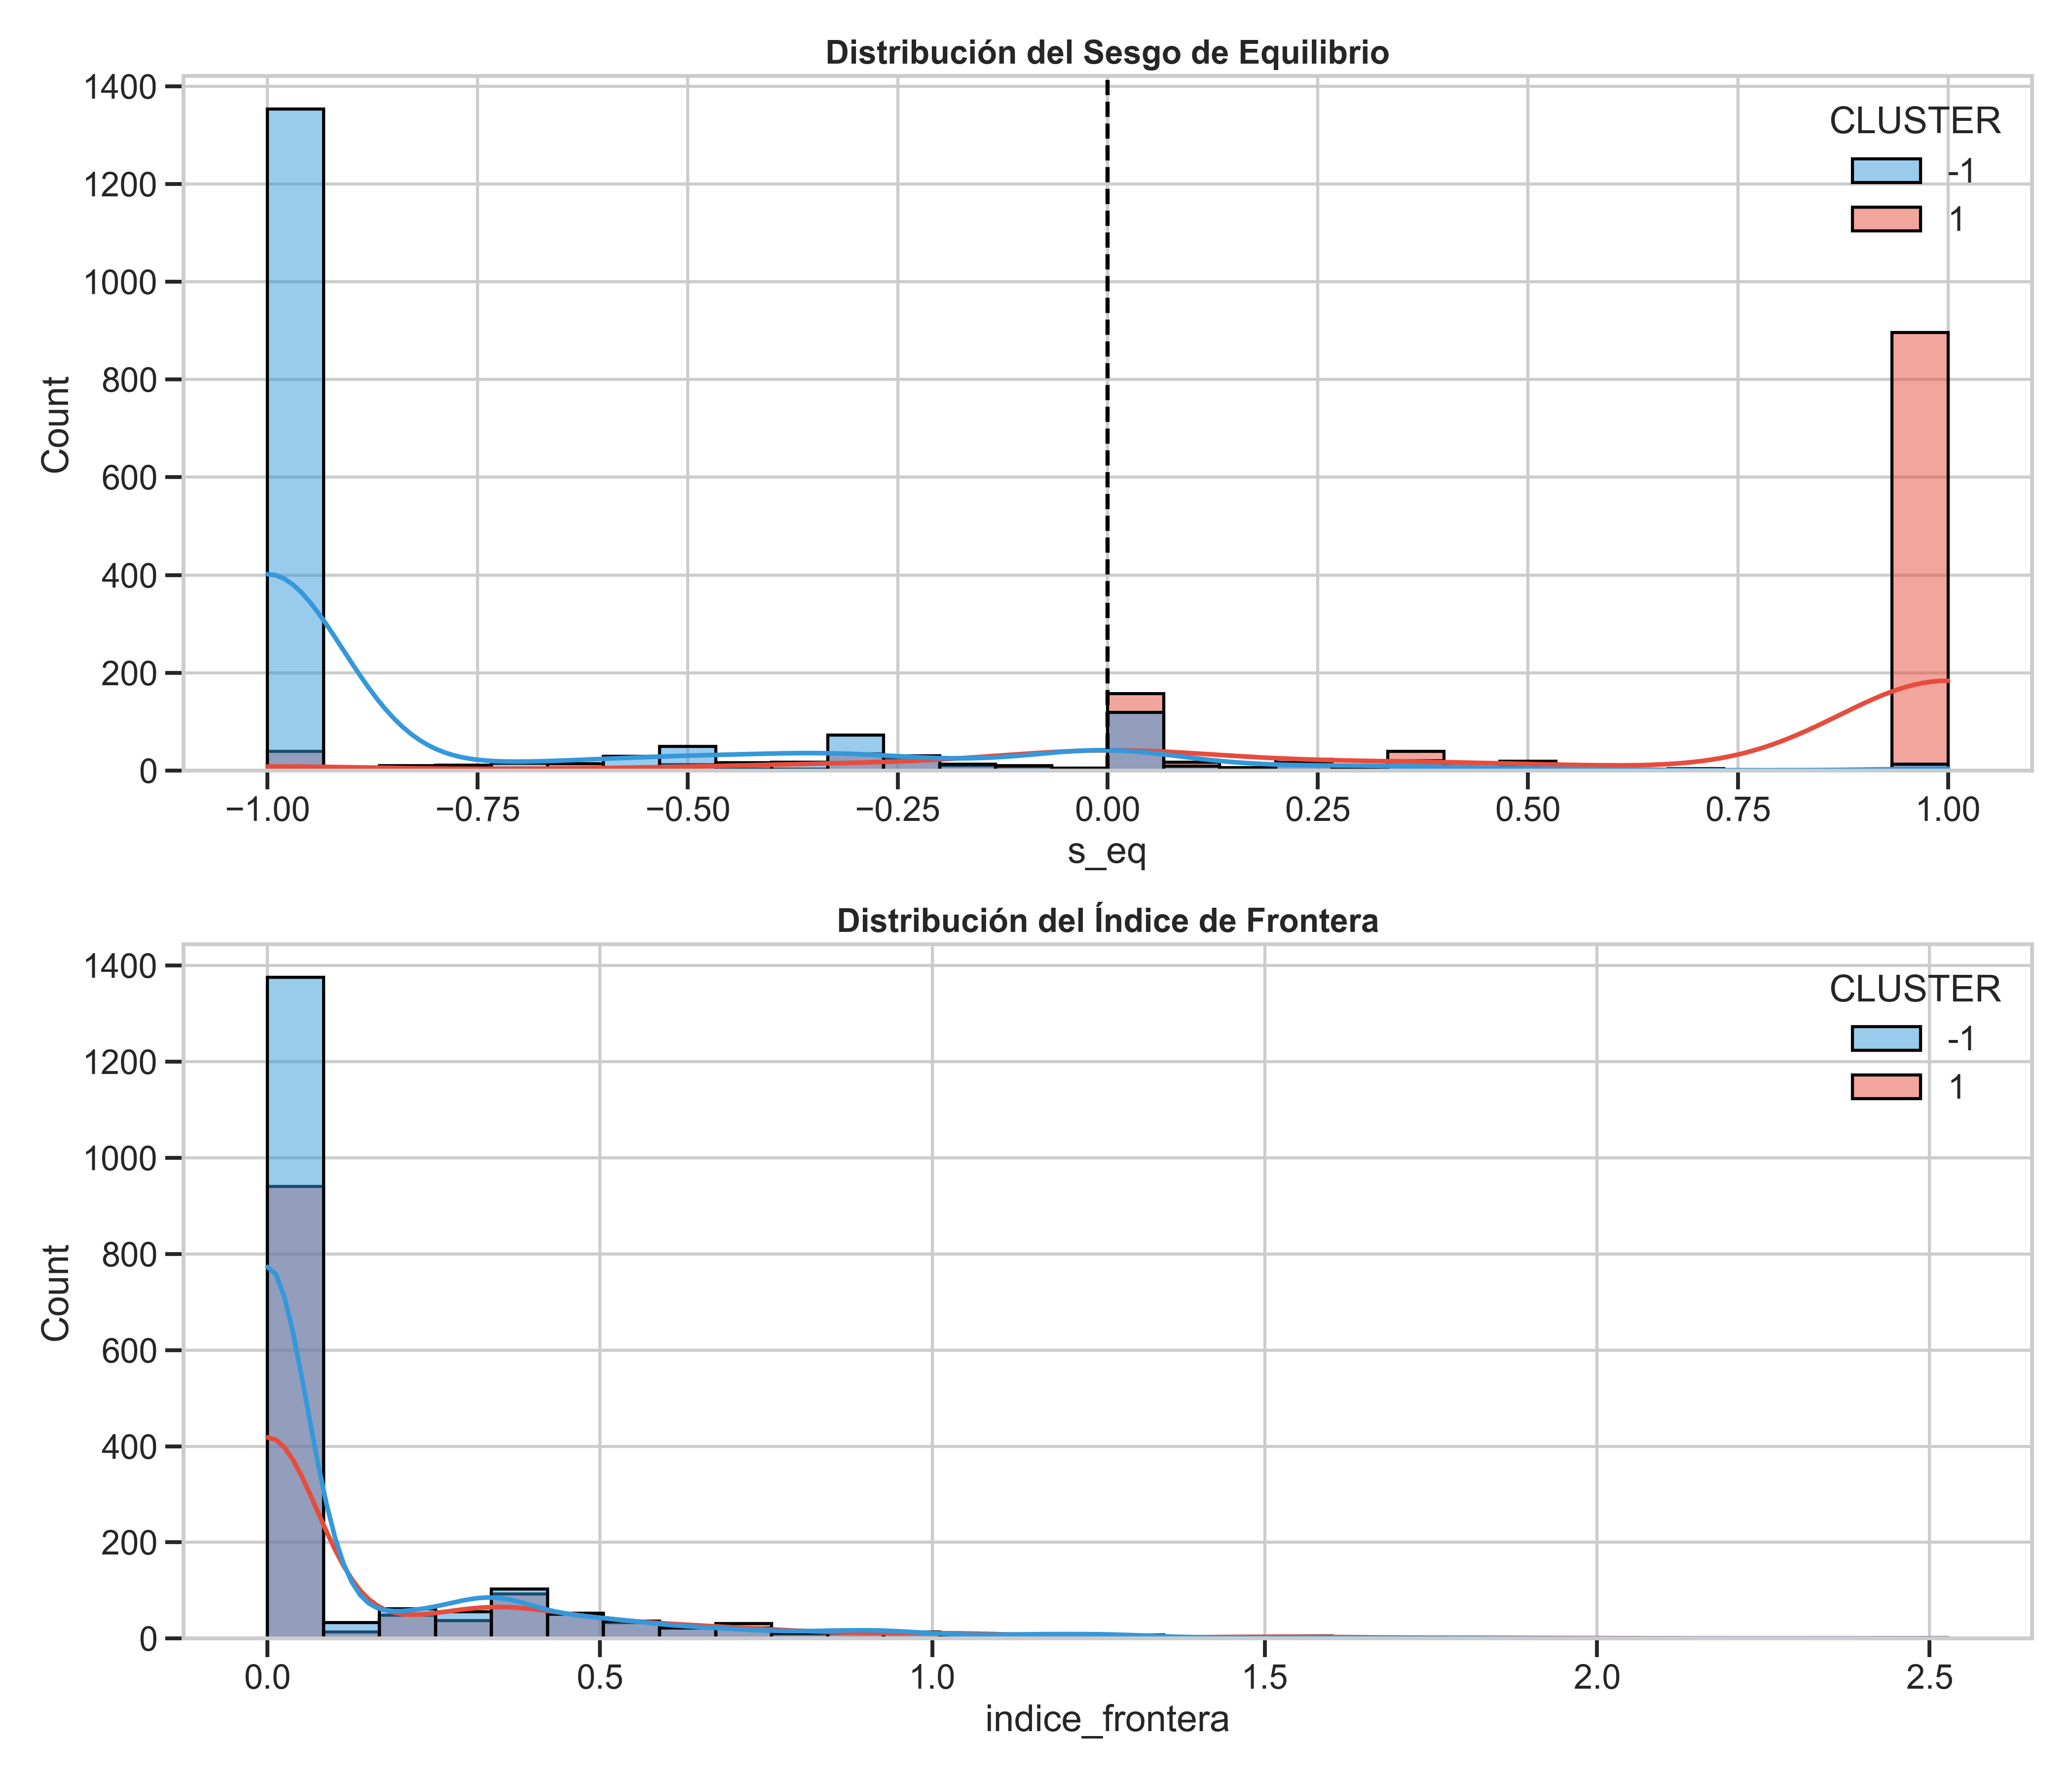 Distribución del Sesgo de Equilibrio
1400
1200
1000
800
600
400
200
0
Count
CLUSTER
-1
1
−1.00 −0.75 −0.50 −0.25 0.00 0.25 0.50 0.75 1.00
s_eq
Distribución del Índice de Frontera
1400
1200
1000
800
600
400
200
0
Count
CLUSTER
-1
1
0.0 0.5 1.0 1.5 2.0 2.5
indice_frontera